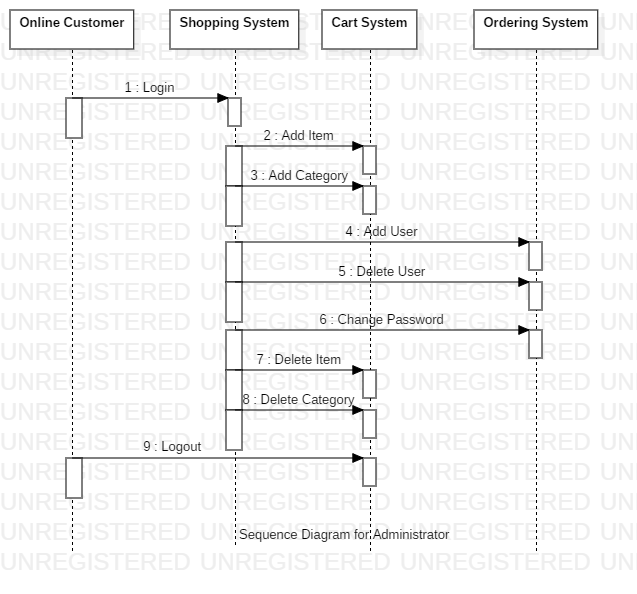 Online Customer
Shopping System
Cart System
Ordering System
1 : Login
2 : Add Item
3 : Add Category
4 : Add User
5 : Delete User
6 : Change Password
7 : Delete Item
8 : Delete Category
9 : Logout
Sequence Diagram for Administrator
UNREGISTERED UNREGISTERED UNREGISTERED UN